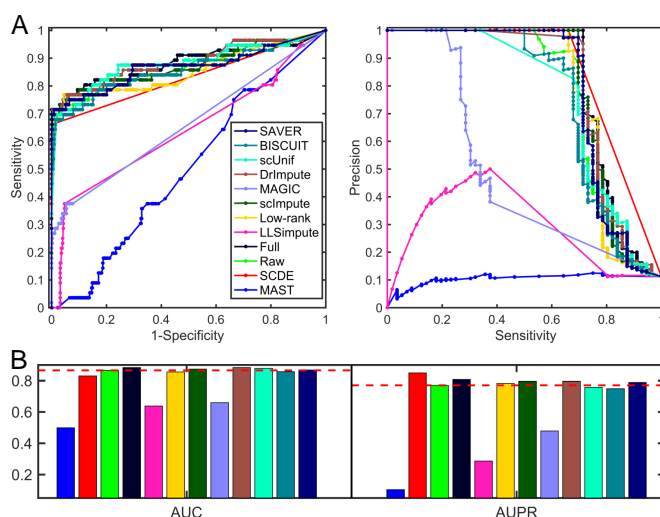 A
1
0.9
0.8
0.7
0.6
0.5
0.4
0.3
0.2
0.1
0
Sensitivity
0 0.2 0.4 0.6 0.8 1
1-Specificity
SAVER
BISCUIT
scUnif
DrImpute
MAGIC
scImpute
Low-rank
LLSimpute
Full
Raw
SCDE
MAST
1
0.9
0.8
0.7
0.6
0.5
0.4
0.3
0.2
0.1
0
Precision
0 0.2 0.4 0.6 0.8 1
Sensitivity
B
0.8
0.6
0.4
0.2
AUC AUPR